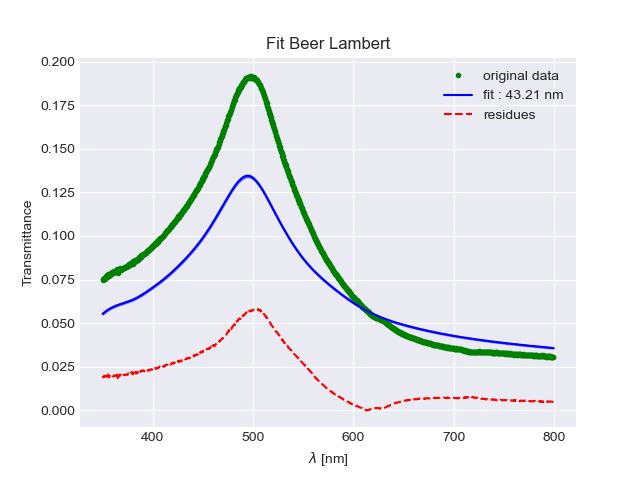 Fit Beer Lambert
0.200
0.175
0.150
0.125
0.100
0.075
0.050
0.025
0.000
Transmittance
original data
fit : 43.21 nm
residues
400
500
600
700
800
λ [nm]